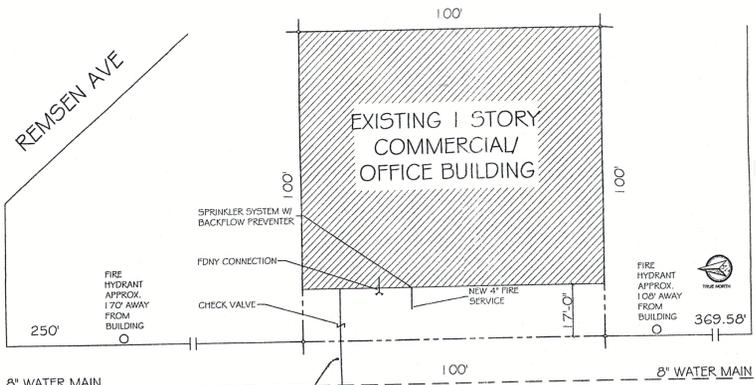 100'
REMSEN AVE
EXISTING 1 STORY
COMMERCIAL/
OFFICE BUILDING
100'
100'
SPRINKLER SYSTEM W/
BACKFLOW PREVENTER
FDNY CONNECTION
CHECK VALVE
NEW 4" FIRE
SERVICE
17'-0"
FIRE
HYDRANT
APPROX.
170' AWAY
FROM
BUILDING
FIRE
HYDRANT
APPROX.
108' AWAY
FROM
BUILDING
TRUE NORTH
250'
369.58'
100'
8" WATER MAIN
8" WATER MAIN